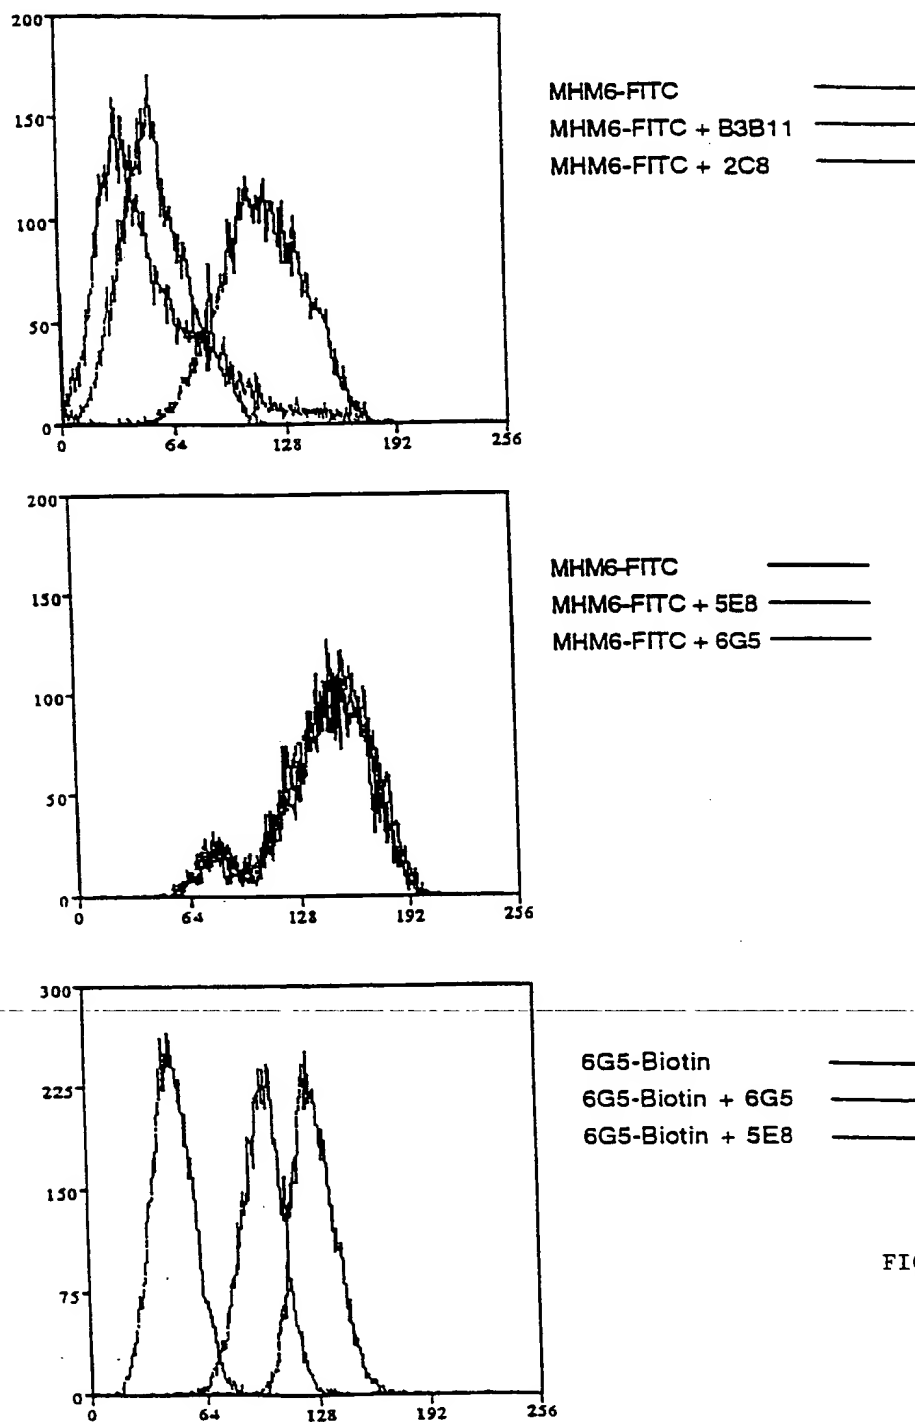 200
150
100
50
0
0 64 128 192 256
MHM6-FITC
MHM6-FITC + B3B11
MHM6-FITC + 2C8
200
150
100
50
0
0 64 128 192 256
MHM6-FITC
MHM6-FITC + 5E8
MHM6-FITC + 6G5
300
225
150
75
0
0 64 128 192 256
6G5-Biotin
6G5-Biotin + 6G5
6G5-Biotin + 5E8
FIG